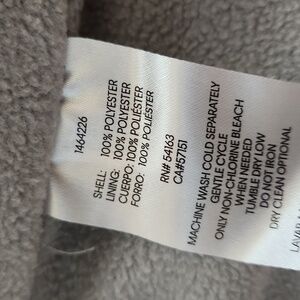 1464226
SHELL: 100% POLYESTER
LINING: 100% POLYESTER
CUERPO: 100% POLIÉSTER
FORRO: 100% POLIÉSTER
RN# 54163
CA#57151
MACHINE WASH COLD SEPARATELY
GENTLE CYCLE
ONLY NON-CHLORINE BLEACH
WHEN NEEDED
TUMBLE DRY LOW
DO NOT IRON
DRY CLEAN OPTIONAL